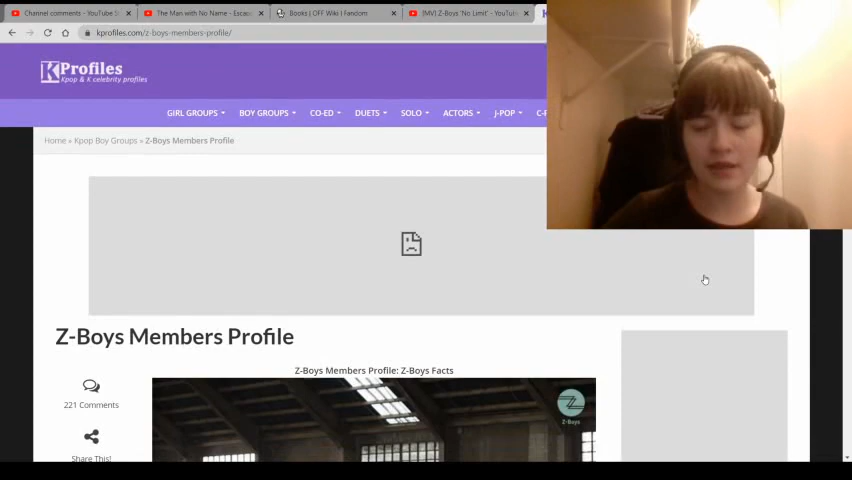 Channel comments - YouTube S
The Man with No Name - Escap
Books | OFF Wiki | Fandom
[MV] Z-Boys 'No Limit' - YouTub
kprofiles.com/z-boys-members-profile/
KProfiles
Kpop & K celebrity profiles
GIRL GROUPS
BOY GROUPS
CO-ED
DUETS
SOLO
ACTORS
J-POP
C-P
Home » Kpop Boy Groups » Z-Boys Members Profile
Z-Boys Members Profile
Z-Boys Members Profile: Z-Boys Facts
221 Comments
Share This!
Z-Boys